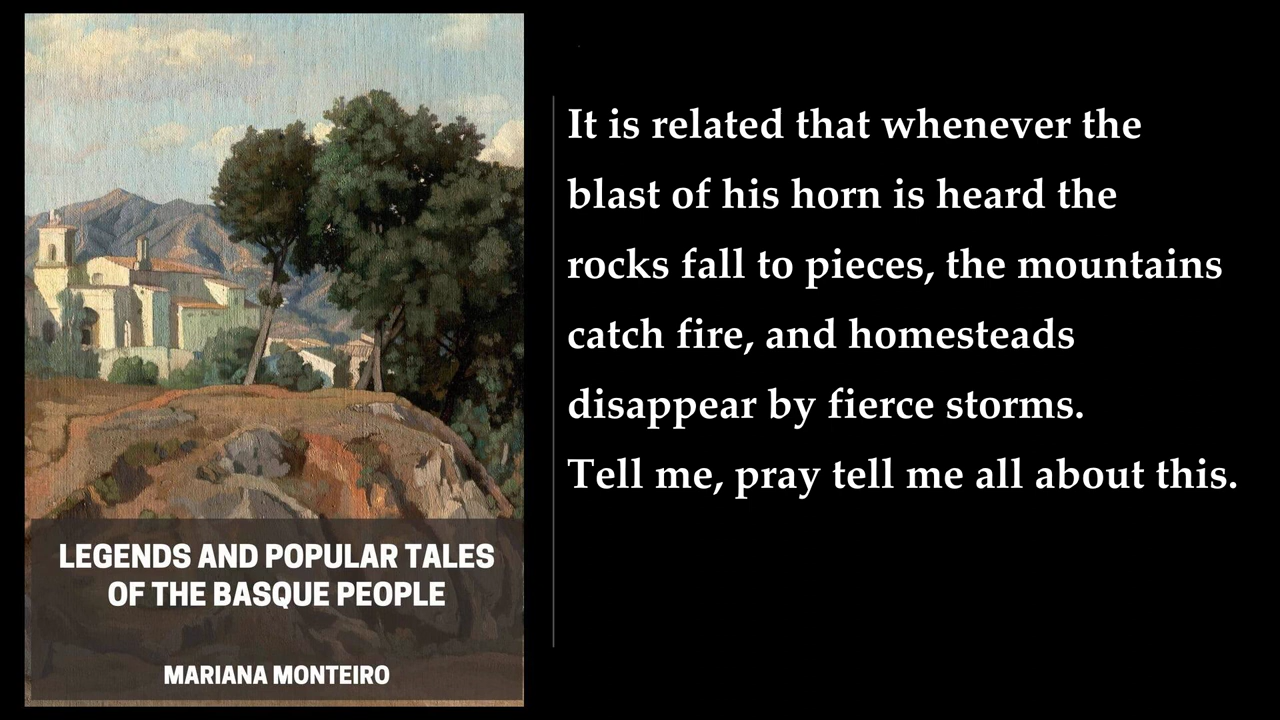 LEGENDS AND POPULAR TALES
OF THE BASQUE PEOPLE
MARIANA MONTEIRO
It is related that whenever the
blast of his horn is heard the
rocks fall to pieces, the mountains
catch fire, and homesteads
disappear by fierce storms.
Tell me, pray tell me all about this.